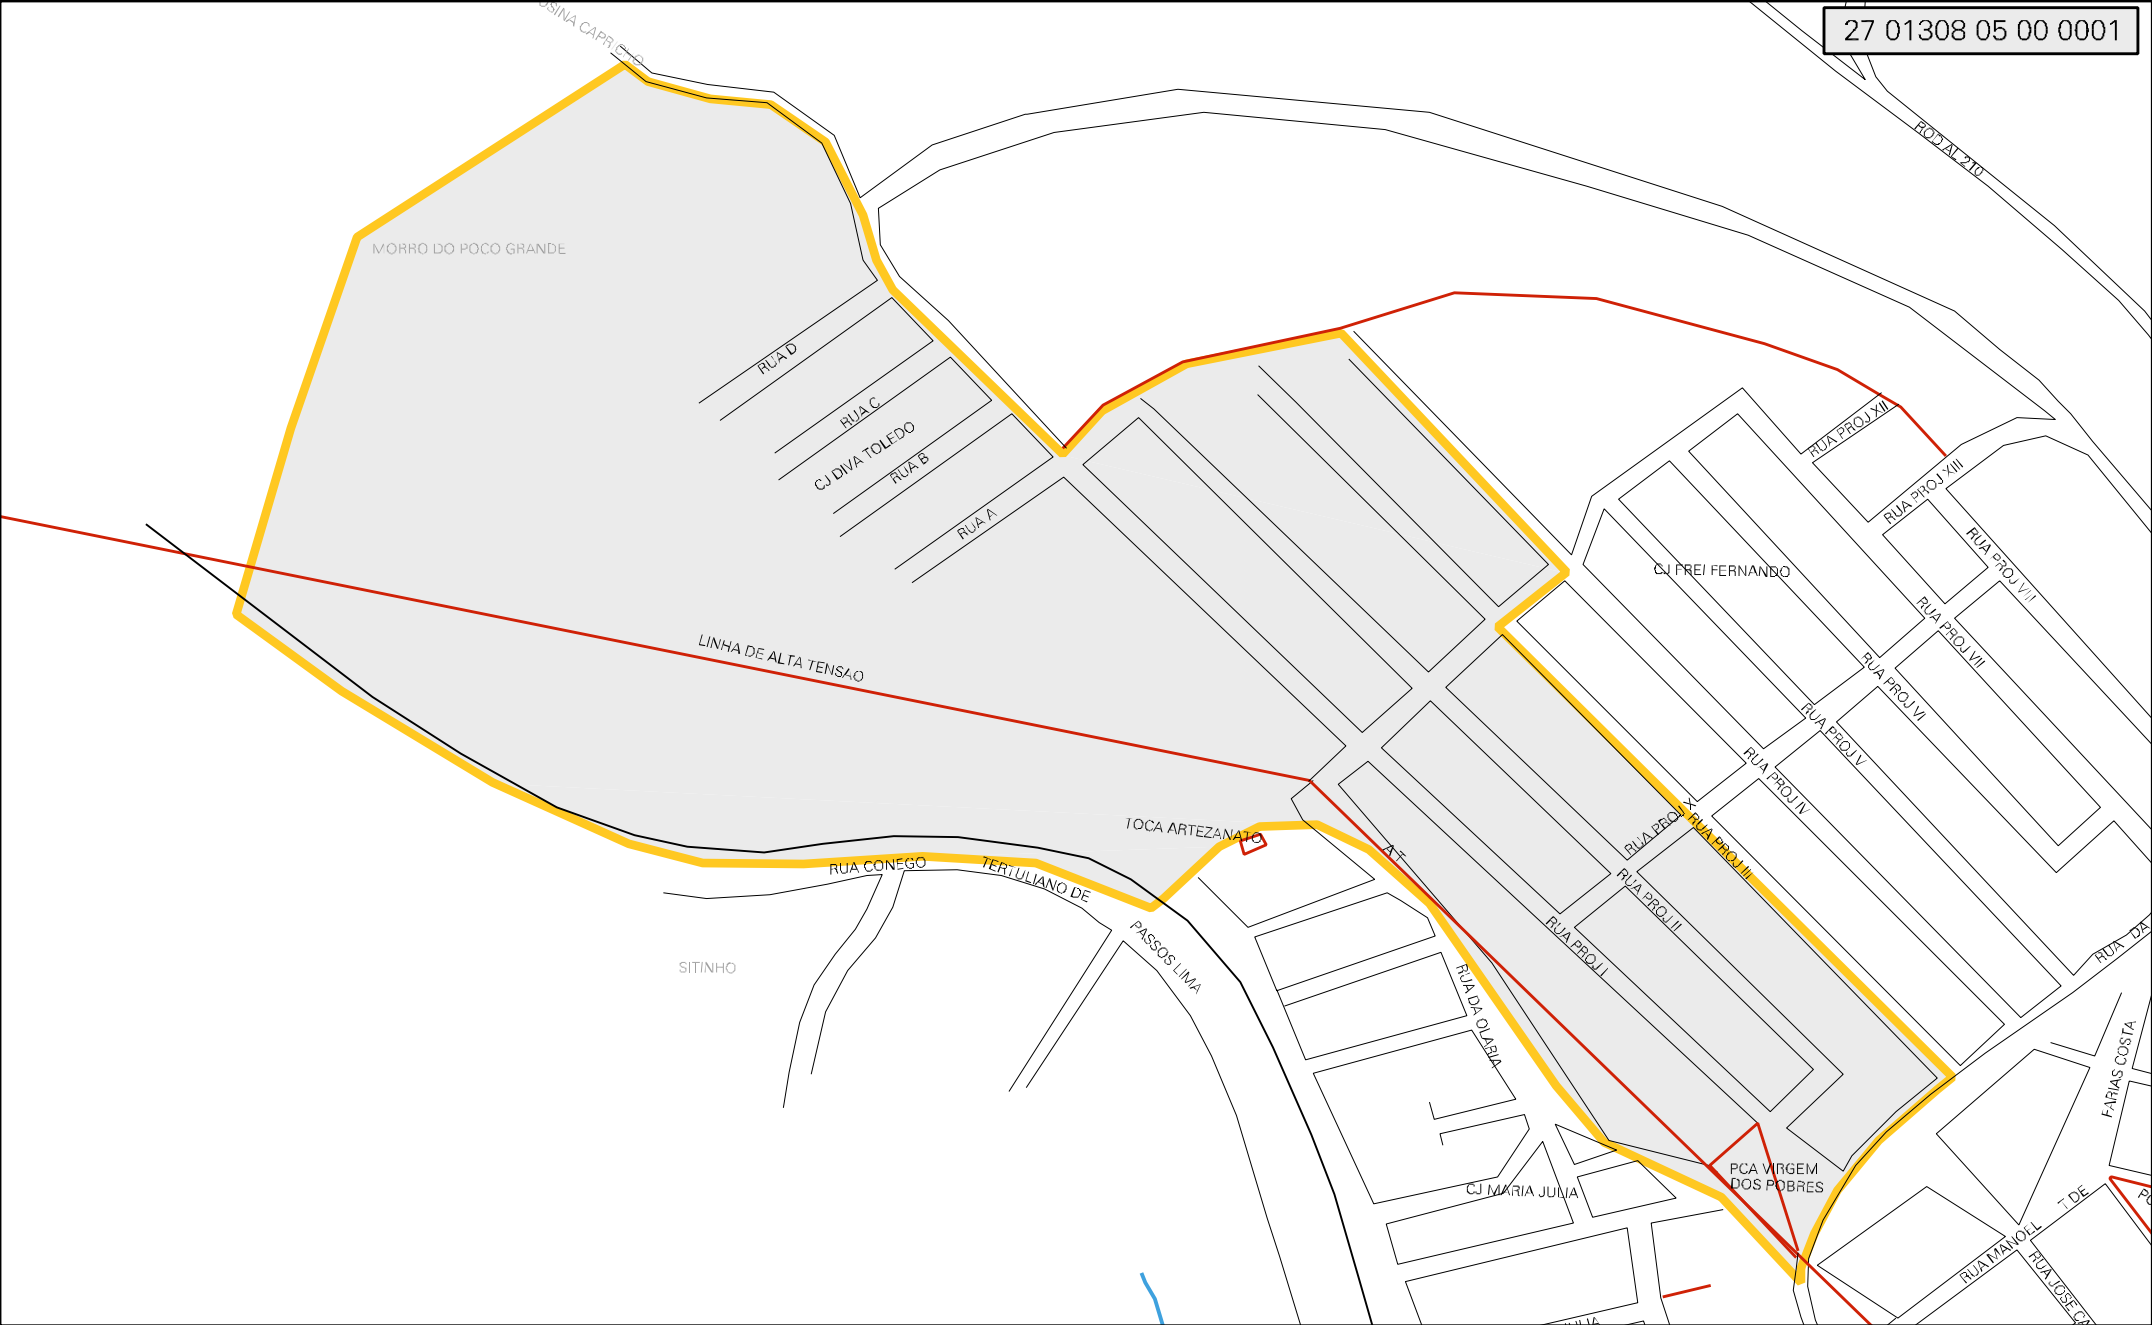 27 01308 05 00 0001
USINA CAPRICHO
ROD AL 210
MORRO DO POCO GRANDE
RUA D
RUA C
CJ DIVA TOLEDO
RUA B
RUA A
RUA PROJ XII
RUA PROJ XIII
CJ FREI FERNANDO
RUA PROJ VIII
RUA PROJ VII
RUA PROJ VI
RUA PROJ V
RUA PROJ IV
LINHA DE ALTA TENSAO
TOCA ARTEZANATO
RUA PROJ X
RUA PROJ III
A T
RUA CONEGO
TERTULIANO DE
PASSOS LIMA
RUA PROJ II
RUA PROJ I
RUA DA
SITINHO
RUA DA OLARIA
FARIAS COSTA
PCA VIRGEM
DOS POBRES
CJ MARIA JULIA
RUA MANOEL
T DE
RUA JOSE